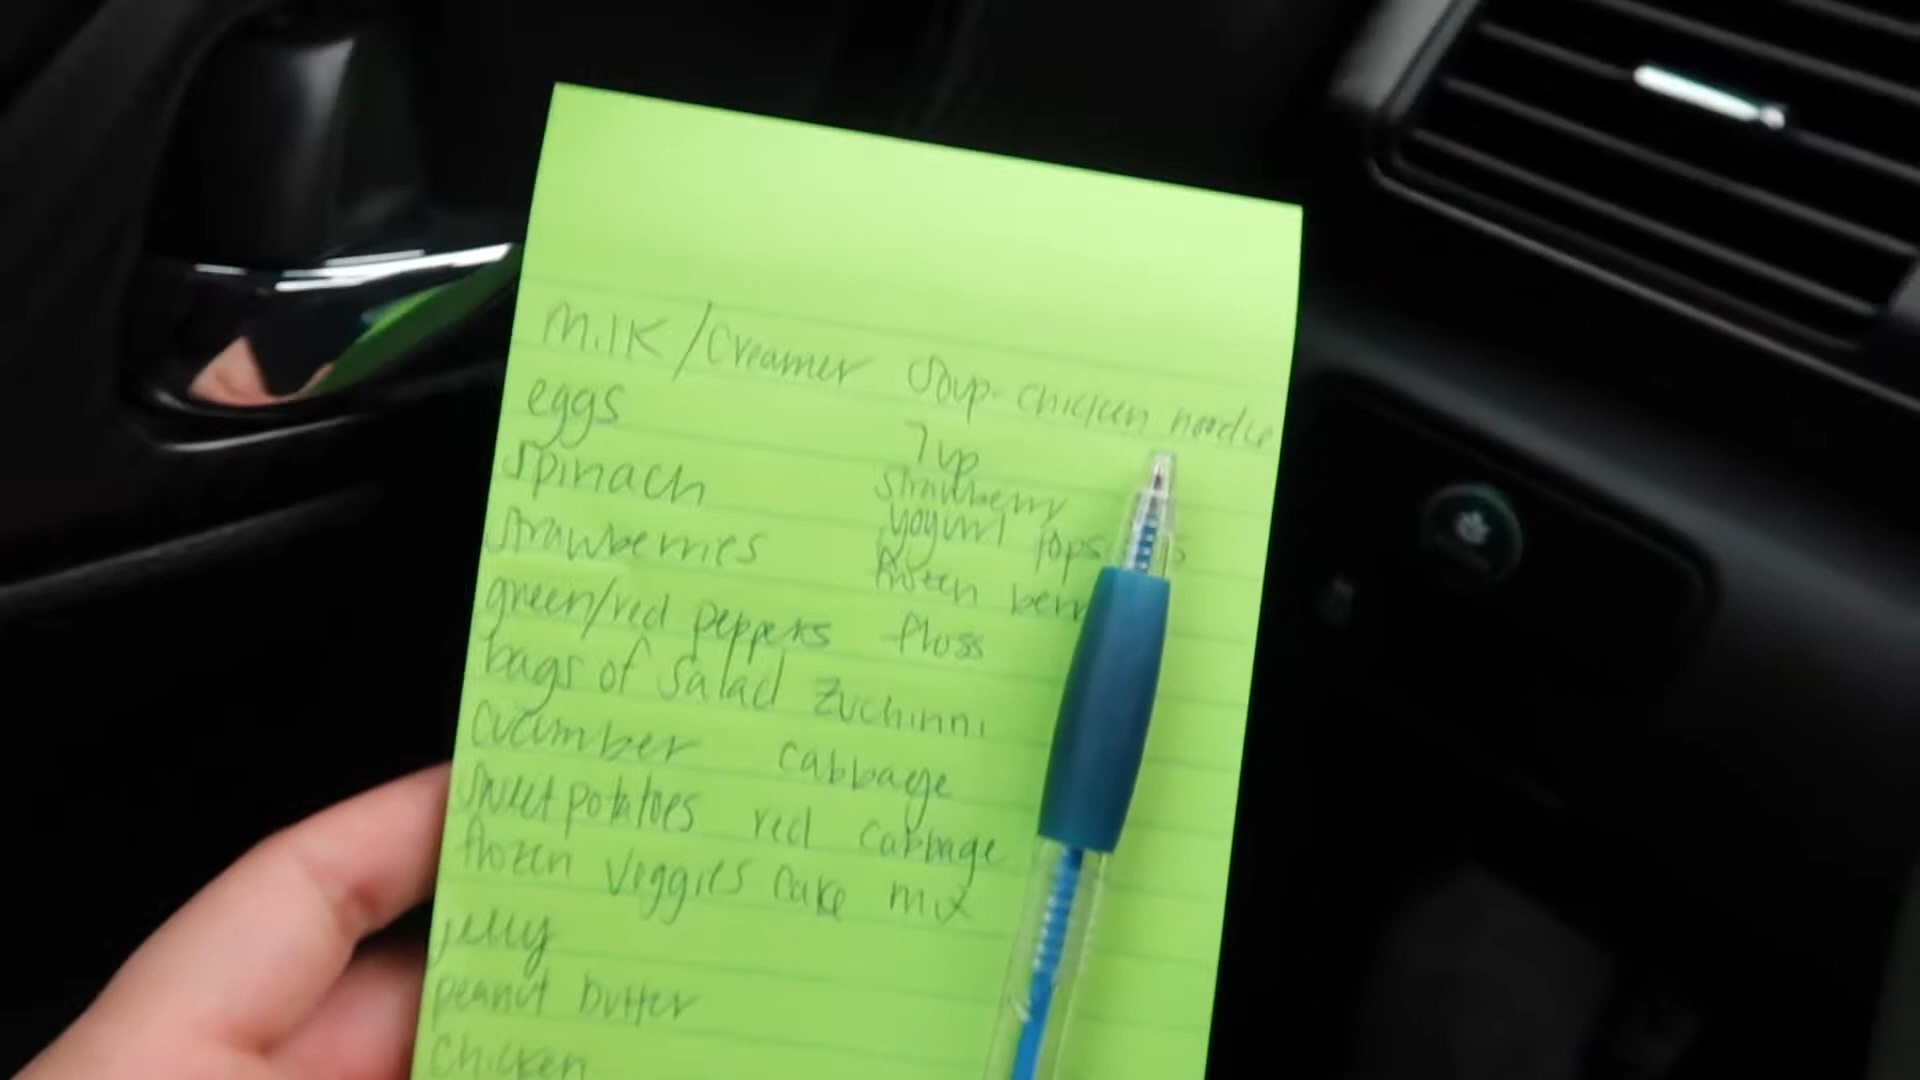 Milk/Creamer Soup-chicken noodle
eggs 7up
spinach strawberry
yogurt pops
strawberries frozen
green/red peppers floss
bags of salad zuchinni
cucumber cabbage
sweet potatoes red cabbage
frozen veggies cake mix
jelly
peanut butter
chicken